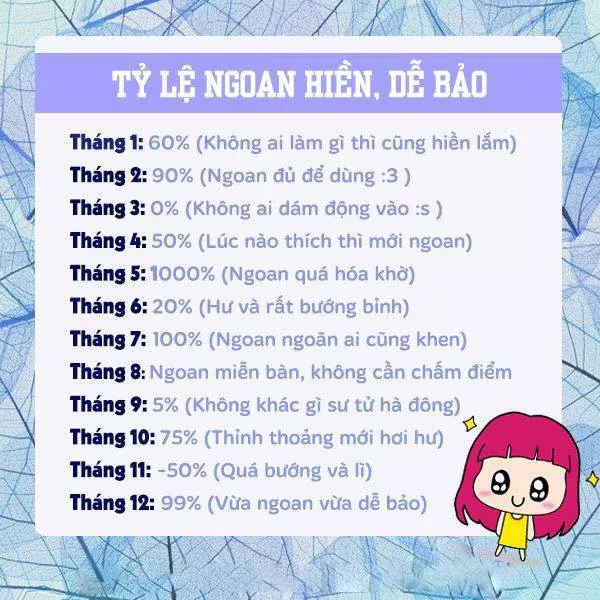 TỶ LỆ NGOAN HIỀN, DỄ BẢO
Tháng 1: 60% (Không ai làm gì thì cũng hiền lắm)
Tháng 2: 90% (Ngoan đủ để dùng :3 )
Tháng 3: 0% (Không ai dám động vào :s )
Tháng 4: 50% (Lúc nào thích thì mới ngoan)
Tháng 5: 1000% (Ngoan quá hóa khờ)
Tháng 6: 20% (Hư và rất bướng bỉnh)
Tháng 7: 100% (Ngoan ngoãn ai cũng khen)
Tháng 8: Ngoan miễn bàn, không cần chấm điểm
Tháng 9: 5% (Không khác gì sư tử hà đông)
Tháng 10: 75% (Thỉnh thoảng mới hơi hư)
Tháng 11: -50% (Quá bướng và lì)
Tháng 12: 99% (Vừa ngoan vừa dễ bảo)